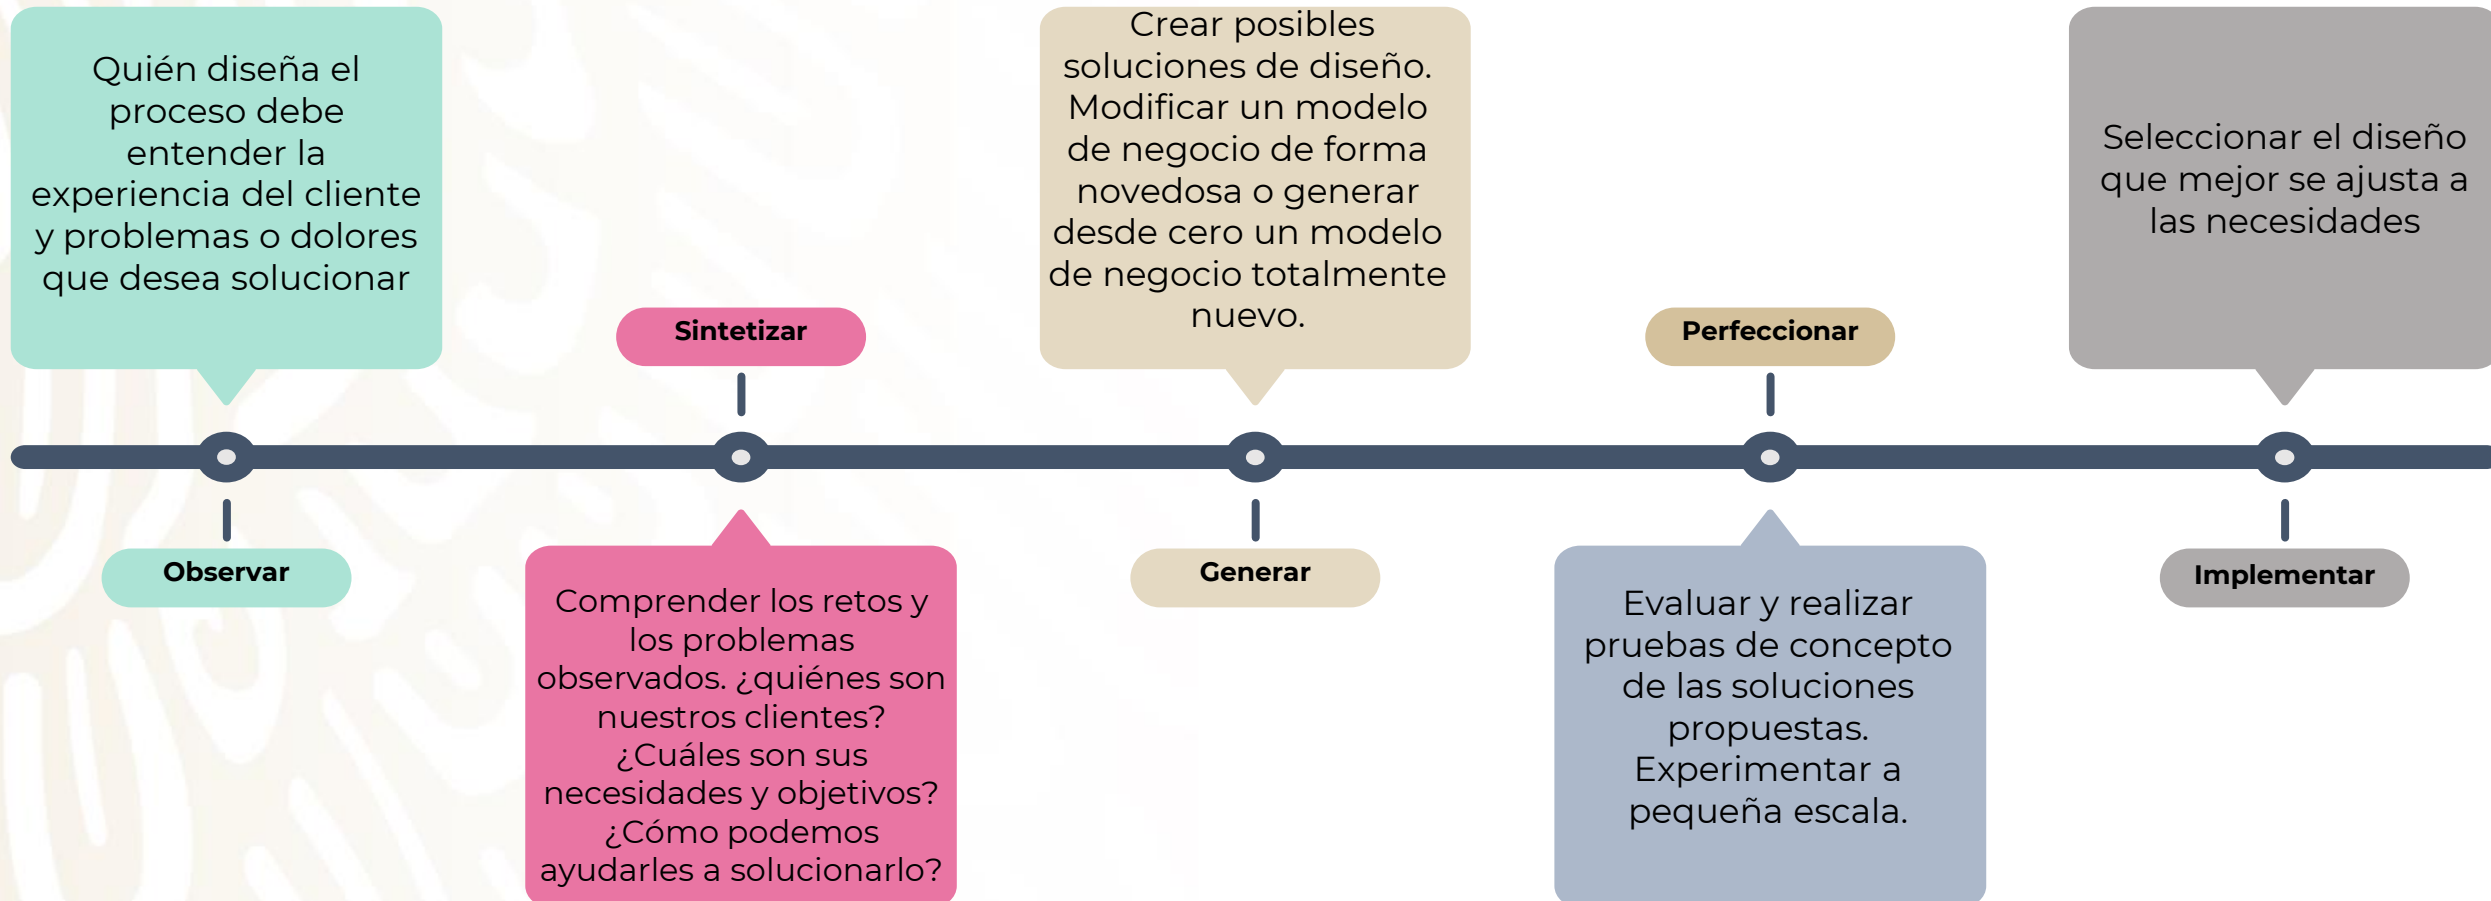 Quién diseña el
proceso debe
entender la
experiencia del cliente
y problemas o dolores
que desea solucionar
Observar
Sintetizar
Comprender los retos y
los problemas
observados. ¿quiénes son
nuestros clientes?
¿Cuáles son sus
necesidades y objetivos?
¿Cómo podemos
ayudarles a solucionarlo?
Crear posibles
soluciones de diseño.
Modificar un modelo
de negocio de forma
novedosa o generar
desde cero un modelo
de negocio totalmente
nuevo.
Generar
Perfeccionar
Evaluar y realizar
pruebas de concepto
de las soluciones
propuestas.
Experimentar a
pequeña escala.
Seleccionar el diseño
que mejor se ajusta a
las necesidades
Implementar